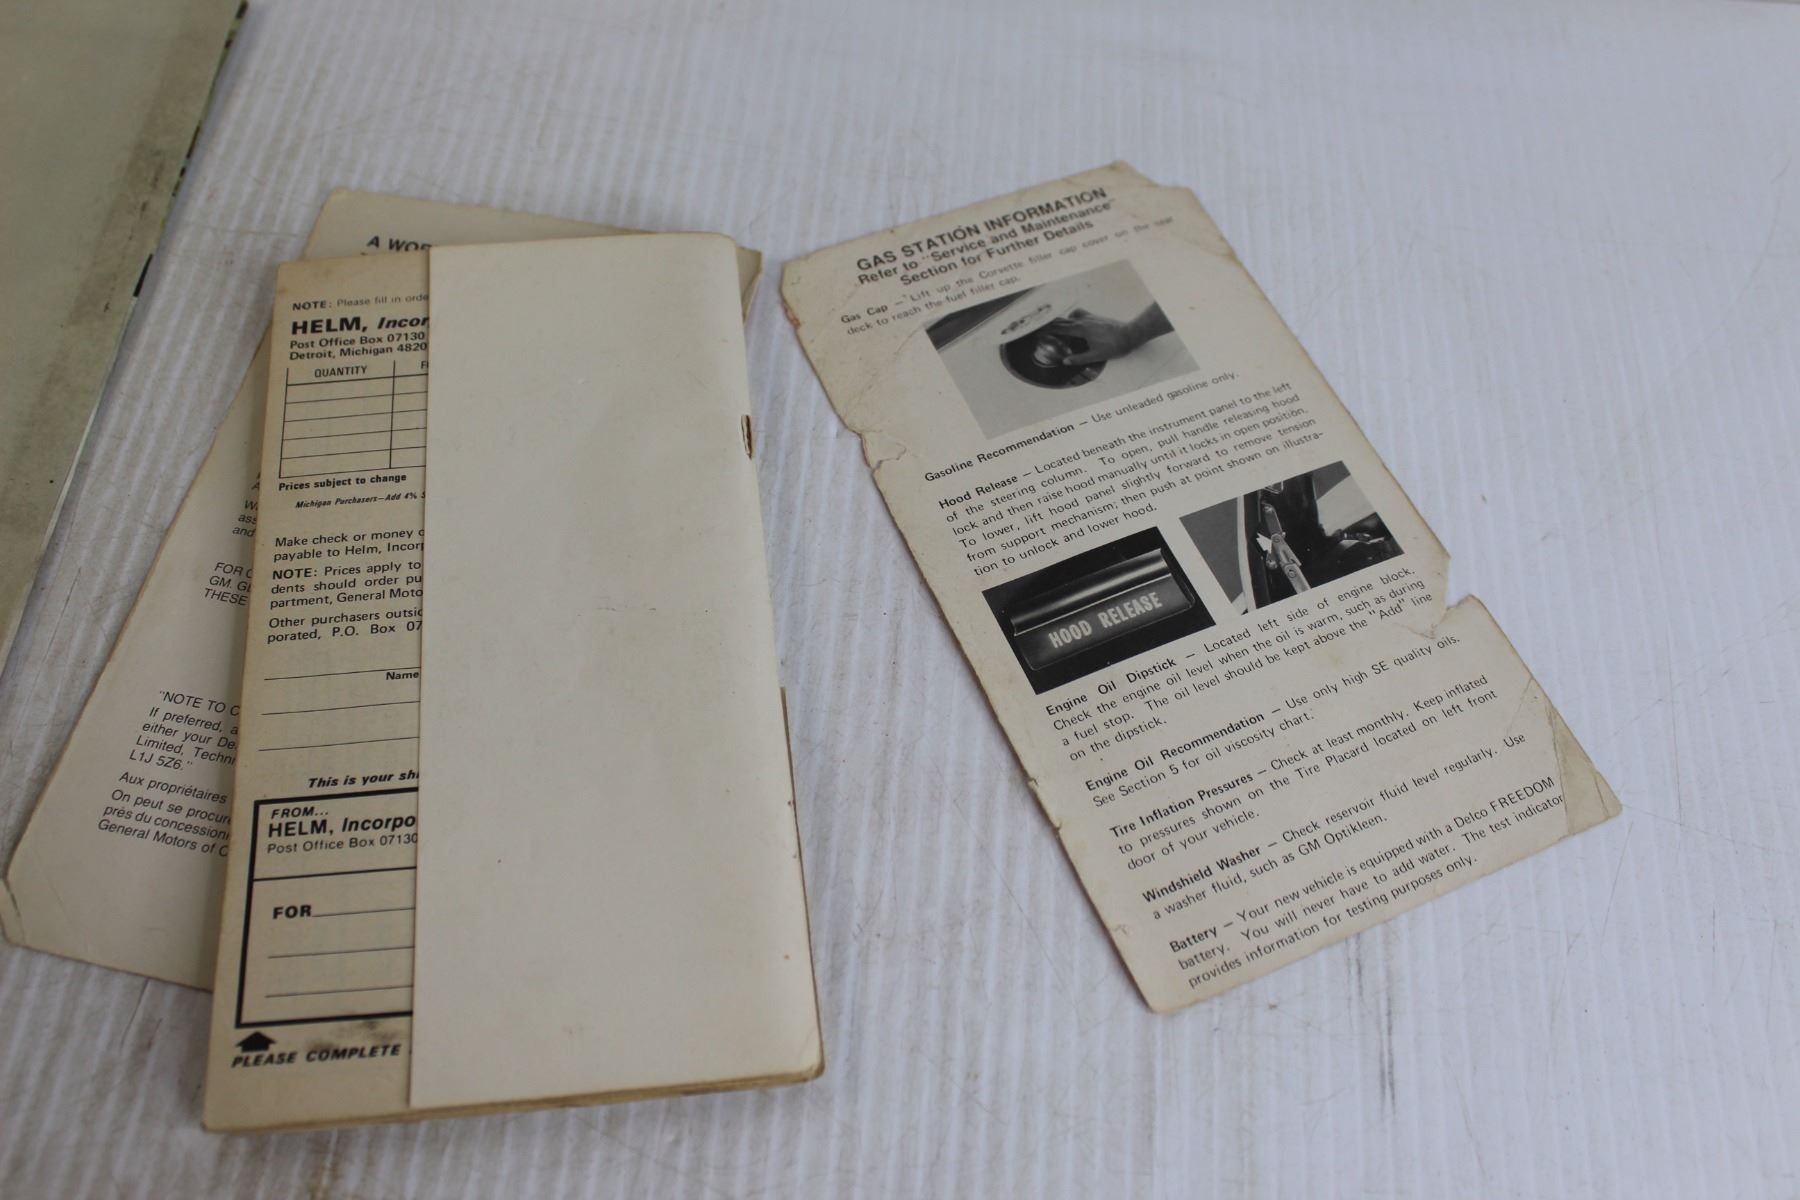 A WOR
NOTE: Please fill in orde
HELM, Incor
Post Office Box 07130
Detroit, Michigan 4820
QUANTITY
Prices subject to change
Michigan Purchasers—Add 4% S
Make check or money o
payable to Helm, Incorp
NOTE: Prices apply to
dents should order pu
partment, General Moto
Other purchasers outsid
porated, P.O. Box 07
Name
This is your shi
FROM...
HELM, Incorpo
Post Office Box 07130
FOR
PLEASE COMPLETE
ass
and
FOR C
GM. GL
THESE
"NOTE TO C
If preferred, a
either your De
Limited, Techni
L1J 5Z6."
Aux propriétaires
On peut se procur
près du concession
General Motors of C
GAS STATION INFORMATION
Refer to "Service and Maintenance"
Section for Further Details
Gas Cap — Lift up the Corvette filler cap cover on the rear
deck to reach the fuel filler cap.
Gasoline Recommendation — Use unleaded gasoline only.
Hood Release — Located beneath the instrument panel to the left
of the steering column. To open, pull handle releasing hood
lock and then raise hood manually until it locks in open position.
To lower, lift hood panel slightly forward to remove tension
from support mechanism; then push at point shown on illustra-
tion to unlock and lower hood.
HOOD RELEASE
Engine Oil Dipstick — Located left side of engine block.
Check the engine oil level when the oil is warm, such as during
a fuel stop. The oil level should be kept above the "Add" line
on the dipstick.
Engine Oil Recommendation — Use only high SE quality oils.
See Section 5 for oil viscosity chart.
Tire Inflation Pressures — Check at least monthly. Keep inflated
to pressures shown on the Tire Placard located on left front
door of your vehicle.
Windshield Washer — Check reservoir fluid level regularly. Use
a washer fluid, such as GM Optikleen.
Battery — Your new vehicle is equipped with a Delco FREEDOM
battery. You will never have to add water. The test indicator
provides information for testing purposes only.